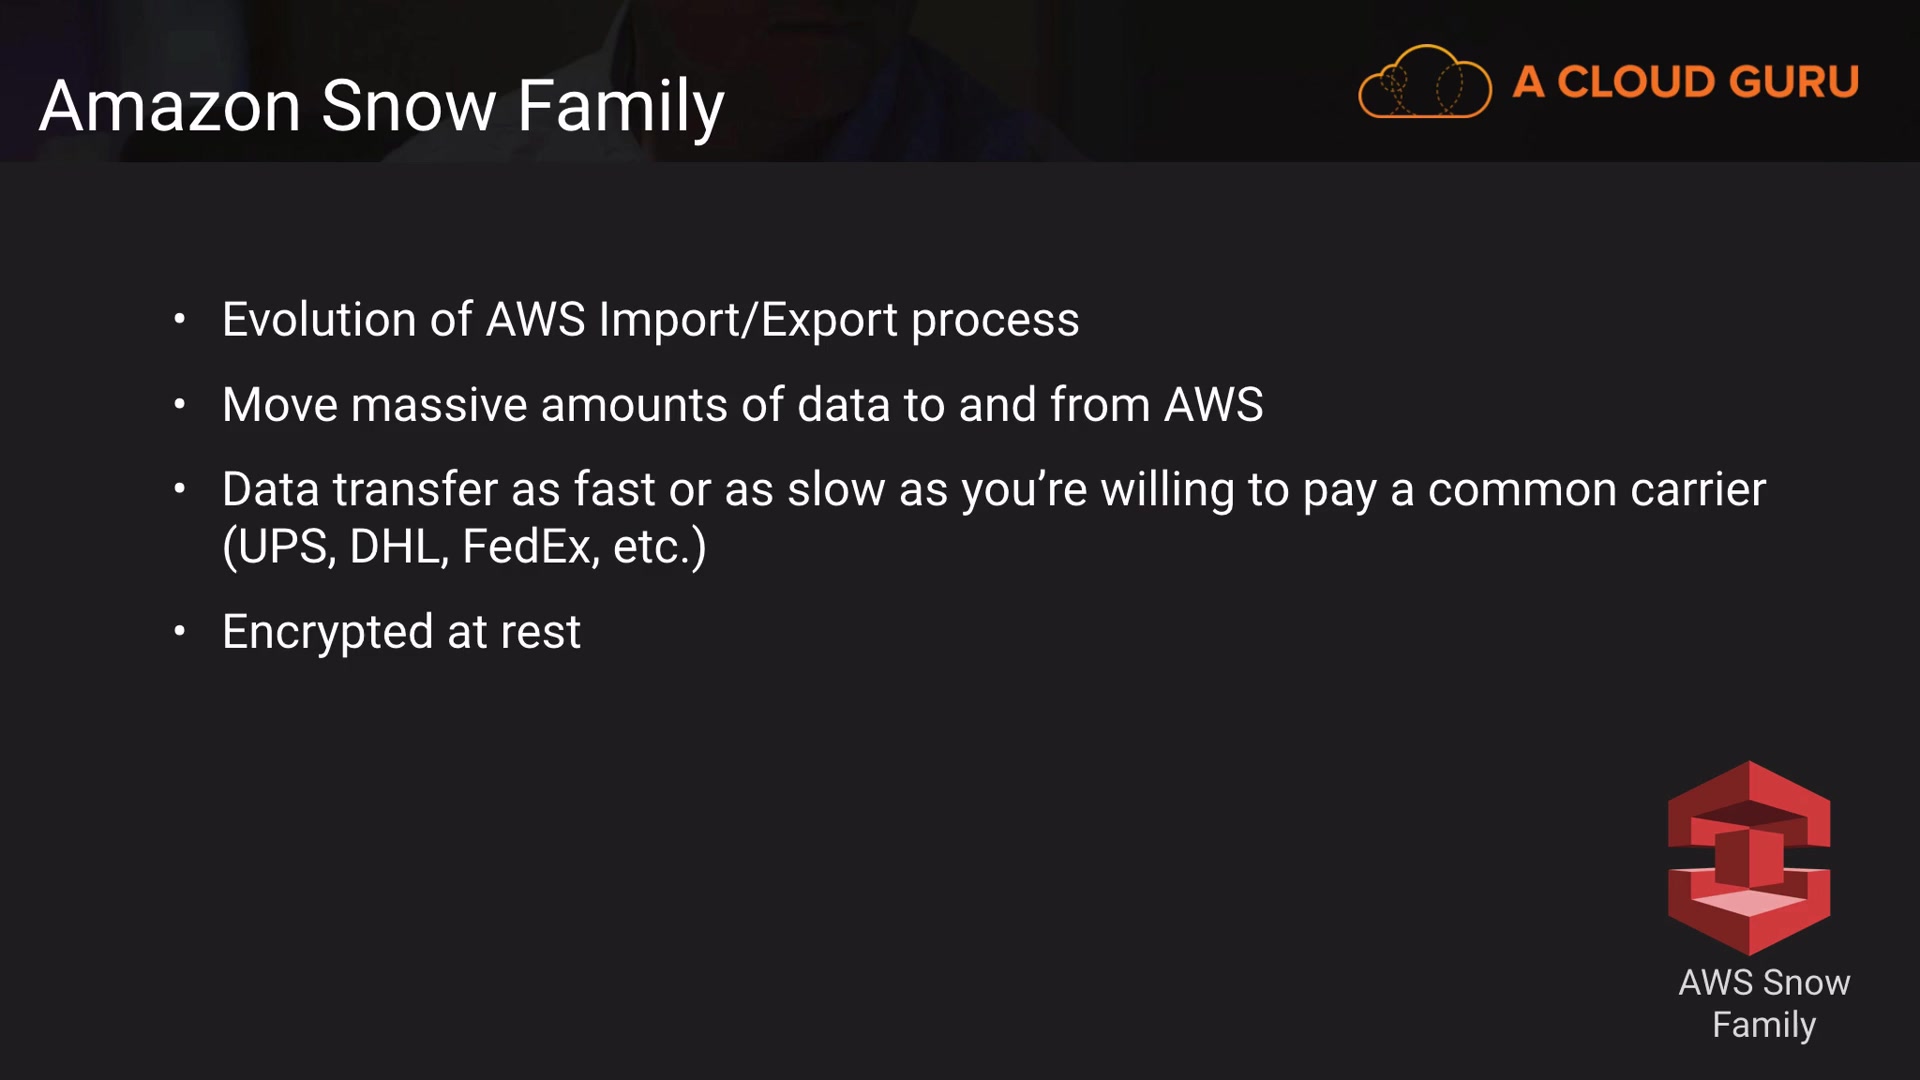 Amazon Snow Family
A CLOUD GURU
• Evolution of AWS Import/Export process
• Move massive amounts of data to and from AWS
• Data transfer as fast or as slow as you’re willing to pay a common carrier
(UPS, DHL, FedEx, etc.)
• Encrypted at rest
AWS Snow
Family